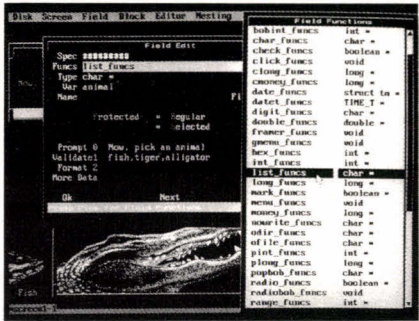 Disk Screen Field Block Editor Nesting
Field Edit
Spec ########
Funcs list_funcs
Type char *
Var animal
Name
Protected = Regular
= Selected
Prompt 0 Now, pick an animal
Validate1 fish,tiger,alligator
Format 2
More Data
Ok Next
Now,
Fish
Field Functions
bobint_funcs int *
char_funcs char *
check_funcs boolean *
click_funcs void
clong_funcs long *
cmoney_funcs long *
date_funcs struct tm *
datet_funcs TIME_T *
digit_funcs char *
double_funcs double *
framer_funcs void
gmenu_funcs void
hex_funcs int *
int_funcs int *
list_funcs char *
long_funcs long *
mark_funcs boolean *
menu_funcs void
money_funcs long *
nowrite_funcs char *
odir_funcs char *
ofile_funcs char *
pint_funcs int *
plong_funcs long *
popbob_funcs char *
radio_funcs boolean *
radiobob_funcs void
range_funcs int *